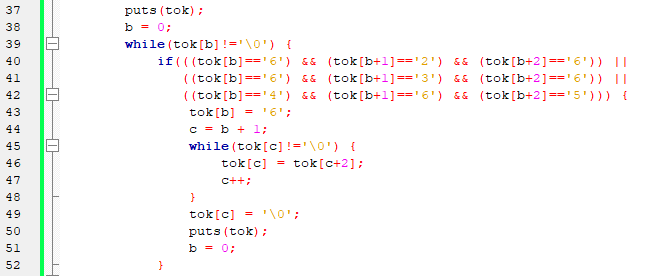 37 puts(tok);
38 b = 0;
39 while(tok[b]!='\0') {
40 if(((tok[b]=='6') && (tok[b+1]=='2') && (tok[b+2]=='6')) ||
41 ((tok[b]=='6') && (tok[b+1]=='3') && (tok[b+2]=='6')) ||
42 ((tok[b]=='4') && (tok[b+1]=='6') && (tok[b+2]=='5'))) {
43 tok[b] = '6';
44 c = b + 1;
45 while(tok[c]!='\0') {
46 tok[c] = tok[c+2];
47 c++;
48 }
49 tok[c] = '\0';
50 puts(tok);
51 b = 0;
52 }